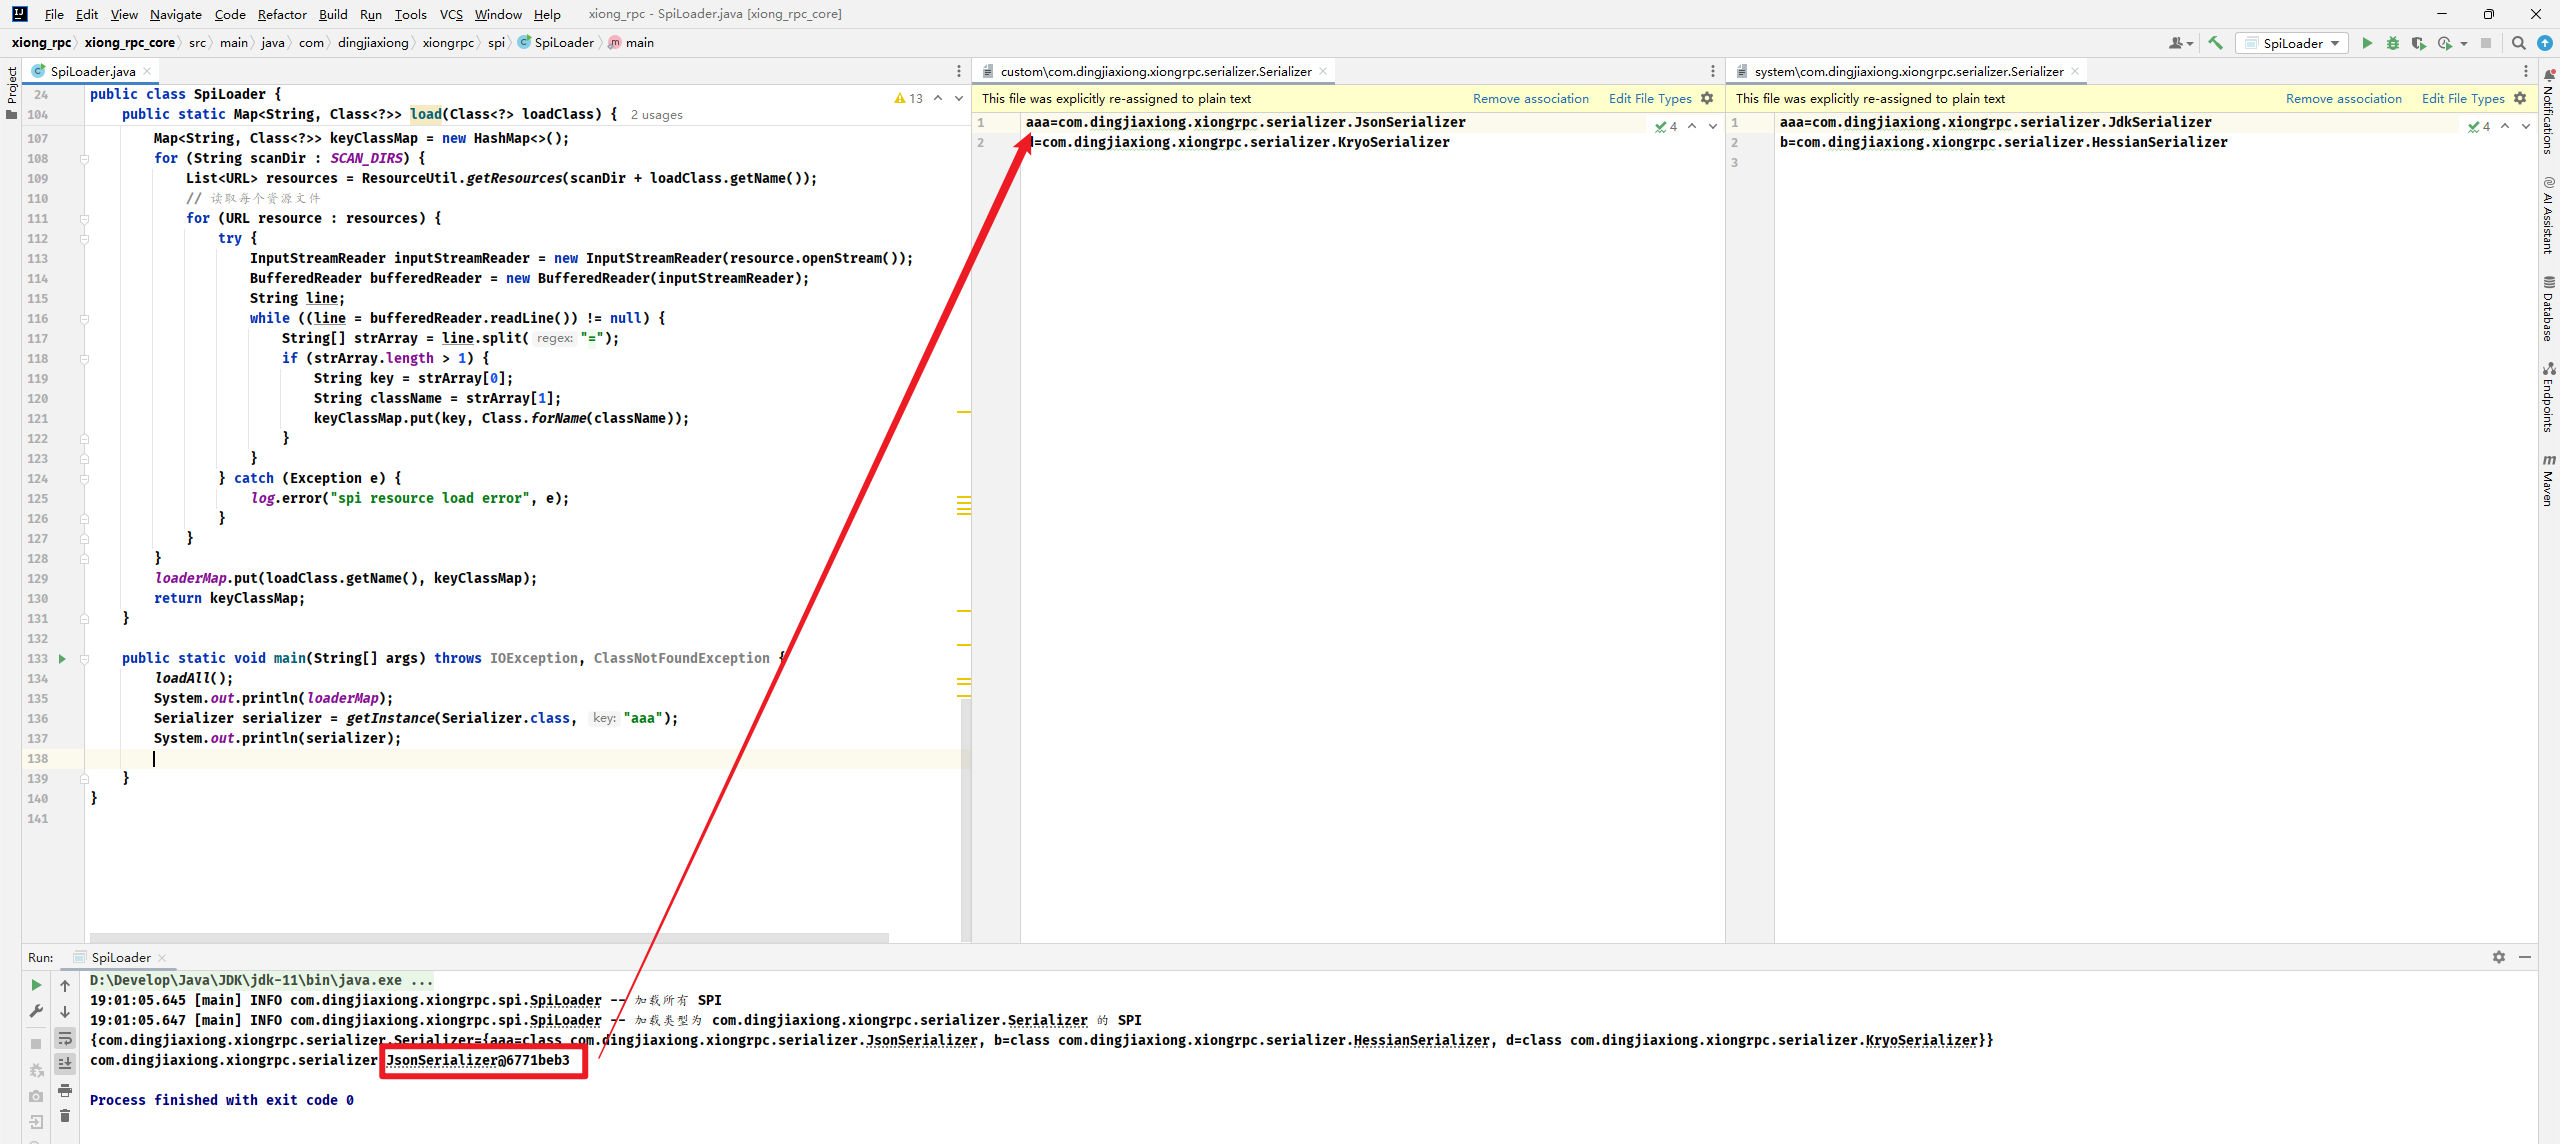 File Edit View Navigate Code Refactor Build Run Tools VCS Window Help xiong_rpc - SpiLoader.java [xiong_rpc_core]
xiong_rpc xiong_rpc_core src main java com dingjiaxiong xiongrpc spi SpiLoader main
SpiLoader
Project
SpiLoader.java
24 public class SpiLoader {
104 public static Map<String, Class<?>> load(Class<?> loadClass) { 2 usages
13
107 Map<String, Class<?>> keyClassMap = new HashMap<>();
108 for (String scanDir : SCAN_DIRS) {
109 List<URL> resources = ResourceUtil.getResources(scanDir + loadClass.getName());
110 // 读取每个资源文件
111 for (URL resource : resources) {
112 try {
113 InputStreamReader inputStreamReader = new InputStreamReader(resource.openStream());
114 BufferedReader bufferedReader = new BufferedReader(inputStreamReader);
115 String line;
116 while ((line = bufferedReader.readLine()) != null) {
117 String[] strArray = line.split( regex: "=");
118 if (strArray.length > 1) {
119 String key = strArray[0];
120 String className = strArray[1];
121 keyClassMap.put(key, Class.forName(className));
122 }
123 }
124 } catch (Exception e) {
125 log.error("spi resource load error", e);
126 }
127 }
128 }
129 loaderMap.put(loadClass.getName(), keyClassMap);
130 return keyClassMap;
131 }
132
133 public static void main(String[] args) throws IOException, ClassNotFoundException {
134 loadAll();
135 System.out.println(loaderMap);
136 Serializer serializer = getInstance(Serializer.class, key: "aaa");
137 System.out.println(serializer);
138
139 }
140 }
141
custom\com.dingjiaxiong.xiongrpc.serializer.Serializer
This file was explicitly re-assigned to plain text Remove association Edit File Types
1 aaa=com.dingjiaxiong.xiongrpc.serializer.JsonSerializer
4
2 d=com.dingjiaxiong.xiongrpc.serializer.KryoSerializer
system\com.dingjiaxiong.xiongrpc.serializer.Serializer
This file was explicitly re-assigned to plain text Remove association Edit File Types
1 aaa=com.dingjiaxiong.xiongrpc.serializer.JdkSerializer
4
2 b=com.dingjiaxiong.xiongrpc.serializer.HessianSerializer
3
Notifications
AI Assistant
Database
Endpoints
Maven
Run: SpiLoader
D:\Develop\Java\JDK\jdk-11\bin\java.exe ...
19:01:05.645 [main] INFO com.dingjiaxiong.xiongrpc.spi.SpiLoader -- 加载所有 SPI
19:01:05.647 [main] INFO com.dingjiaxiong.xiongrpc.spi.SpiLoader -- 加载类型为 com.dingjiaxiong.xiongrpc.serializer.Serializer 的 SPI
{com.dingjiaxiong.xiongrpc.serializer.Serializer={aaa=class com.dingjiaxiong.xiongrpc.serializer.JsonSerializer, b=class com.dingjiaxiong.xiongrpc.serializer.HessianSerializer, d=class com.dingjiaxiong.xiongrpc.serializer.KryoSerializer}}
com.dingjiaxiong.xiongrpc.serializer.JsonSerializer@6771beb3
Process finished with exit code 0